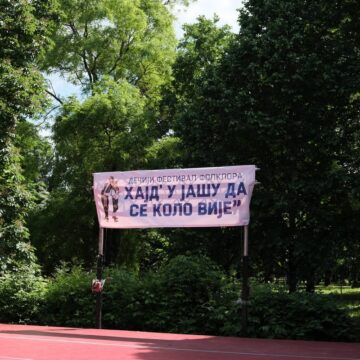 ДЕЧИЈИ ФЕСТИВАЛ ФОЛКЛОРА
ХАЈД' У ЈАШУ ДА
СЕ КОЛО ВИЈЕ"